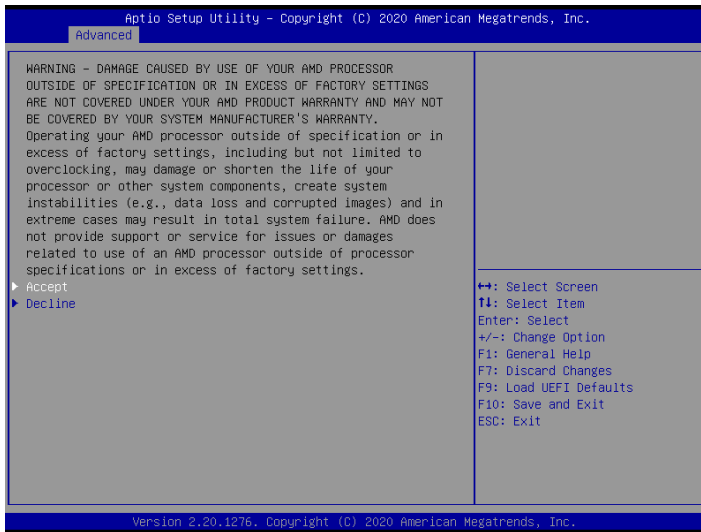 Aptio Setup Utility – Copyright (C) 2020 American Megatrends, Inc.
Advanced
WARNING – DAMAGE CAUSED BY USE OF YOUR AMD PROCESSOR
OUTSIDE OF SPECIFICATION OR IN EXCESS OF FACTORY SETTINGS
ARE NOT COVERED UNDER YOUR AMD PRODUCT WARRANTY AND MAY NOT
BE COVERED BY YOUR SYSTEM MANUFACTURER'S WARRANTY.
Operating your AMD processor outside of specification or in
excess of factory settings, including but not limited to
overclocking, may damage or shorten the life of your
processor or other system components, create system
instabilities (e.g., data loss and corrupted images) and in
extreme cases may result in total system failure. AMD does
not provide support or service for issues or damages
related to use of an AMD processor outside of processor
specifications or in excess of factory settings.
Accept
Decline
↔: Select Screen
↑↓: Select Item
Enter: Select
+/-: Change Option
F1: General Help
F7: Discard Changes
F9: Load UEFI Defaults
F10: Save and Exit
ESC: Exit
Version 2.20.1276. Copyright (C) 2020 American Megatrends, Inc.